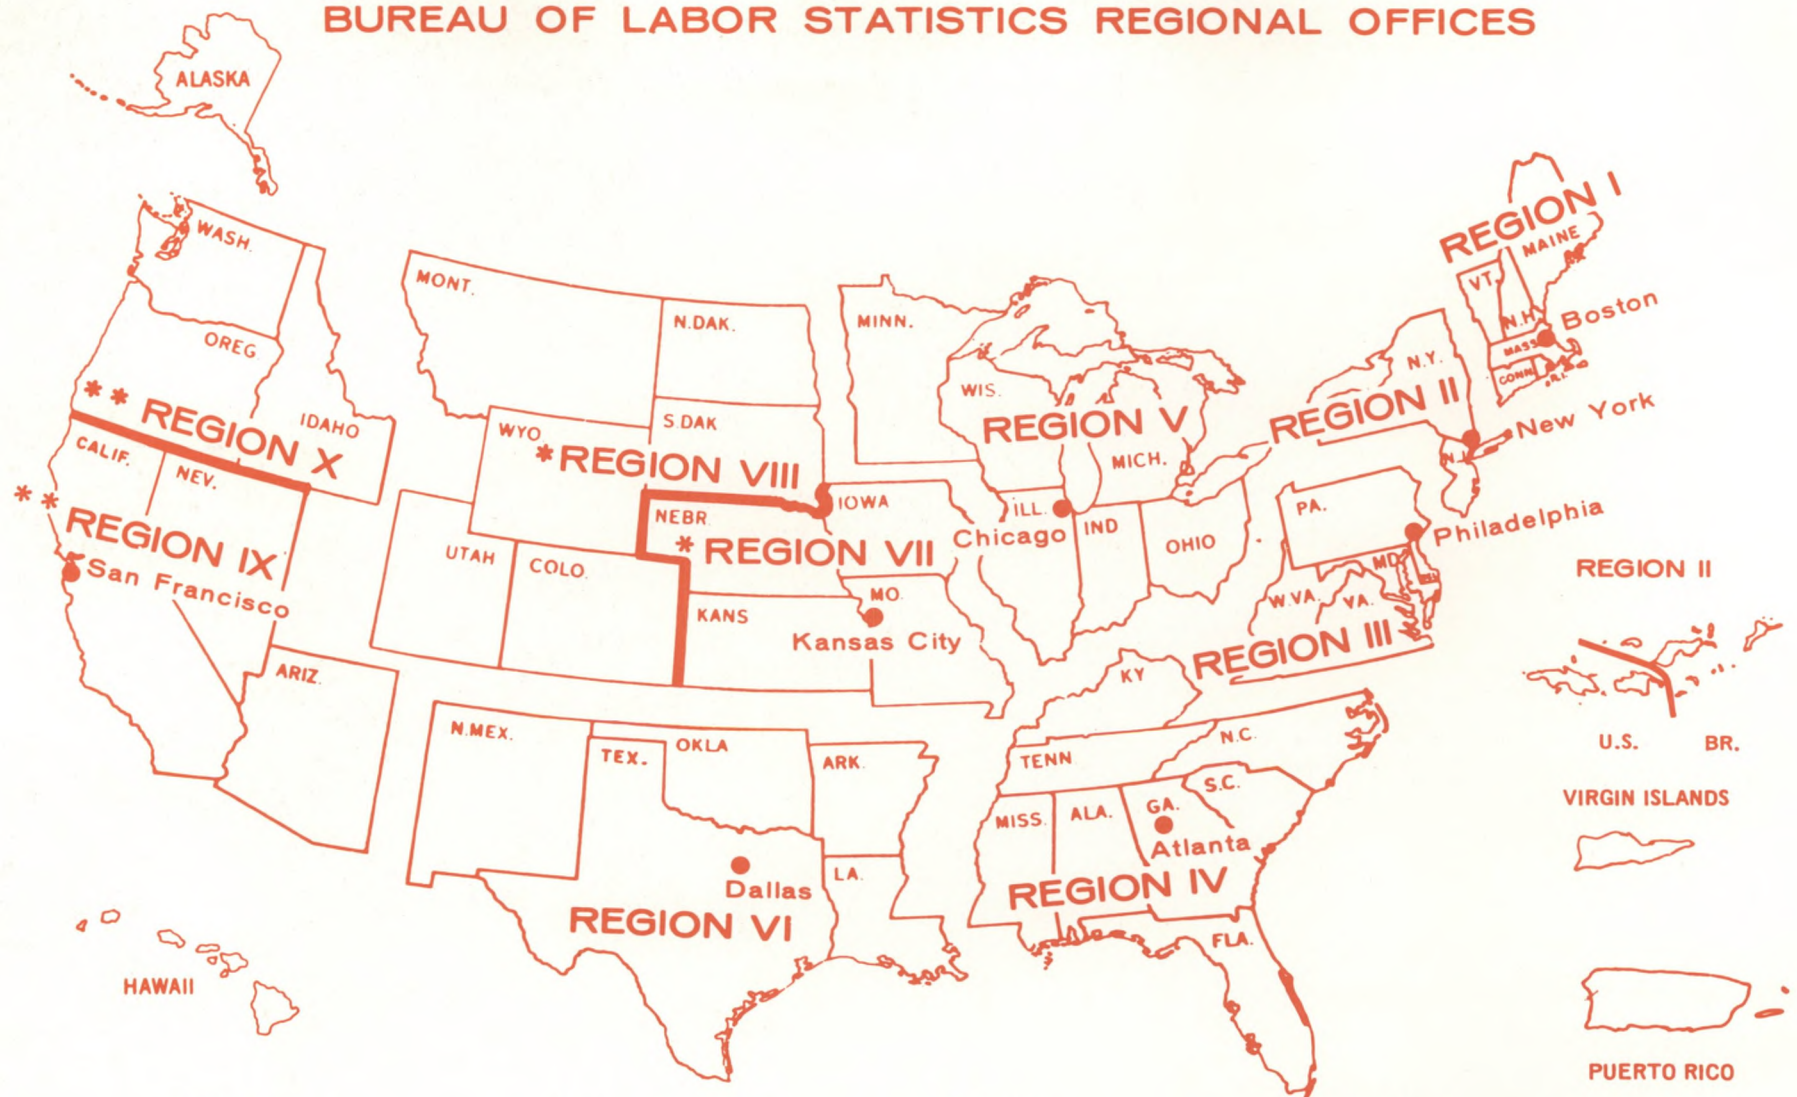 BUREAU OF LABOR STATISTICS REGIONAL OFFICES
ALASKA
WASH.
OREG
IDAHO
** REGION X
CALIF.
NEV.
** REGION IX
San Francisco
ARIZ.
HAWAII
MONT.
N.DAK.
S.DAK
WYO
* REGION VIII
UTAH
COLO.
NEBR
IOWA
* REGION VII
KANS
MO.
Kansas City
N.MEX.
TEX.
OKLA
ARK.
LA.
Dallas
REGION VI
MINN.
WIS.
REGION V
MICH.
ILL.
Chicago
IND
OHIO
KY
TENN
N.C.
S.C.
MISS.
ALA.
GA.
Atlanta
REGION IV
FLA.
REGION I
MAINE
VT.
N.H.
Boston
MASS
CONN.
R.I.
N.Y.
REGION II
New York
N.J.
PA.
Philadelphia
MD.
W.VA.
VA.
REGION III
REGION II
U.S.
BR.
VIRGIN ISLANDS
PUERTO RICO